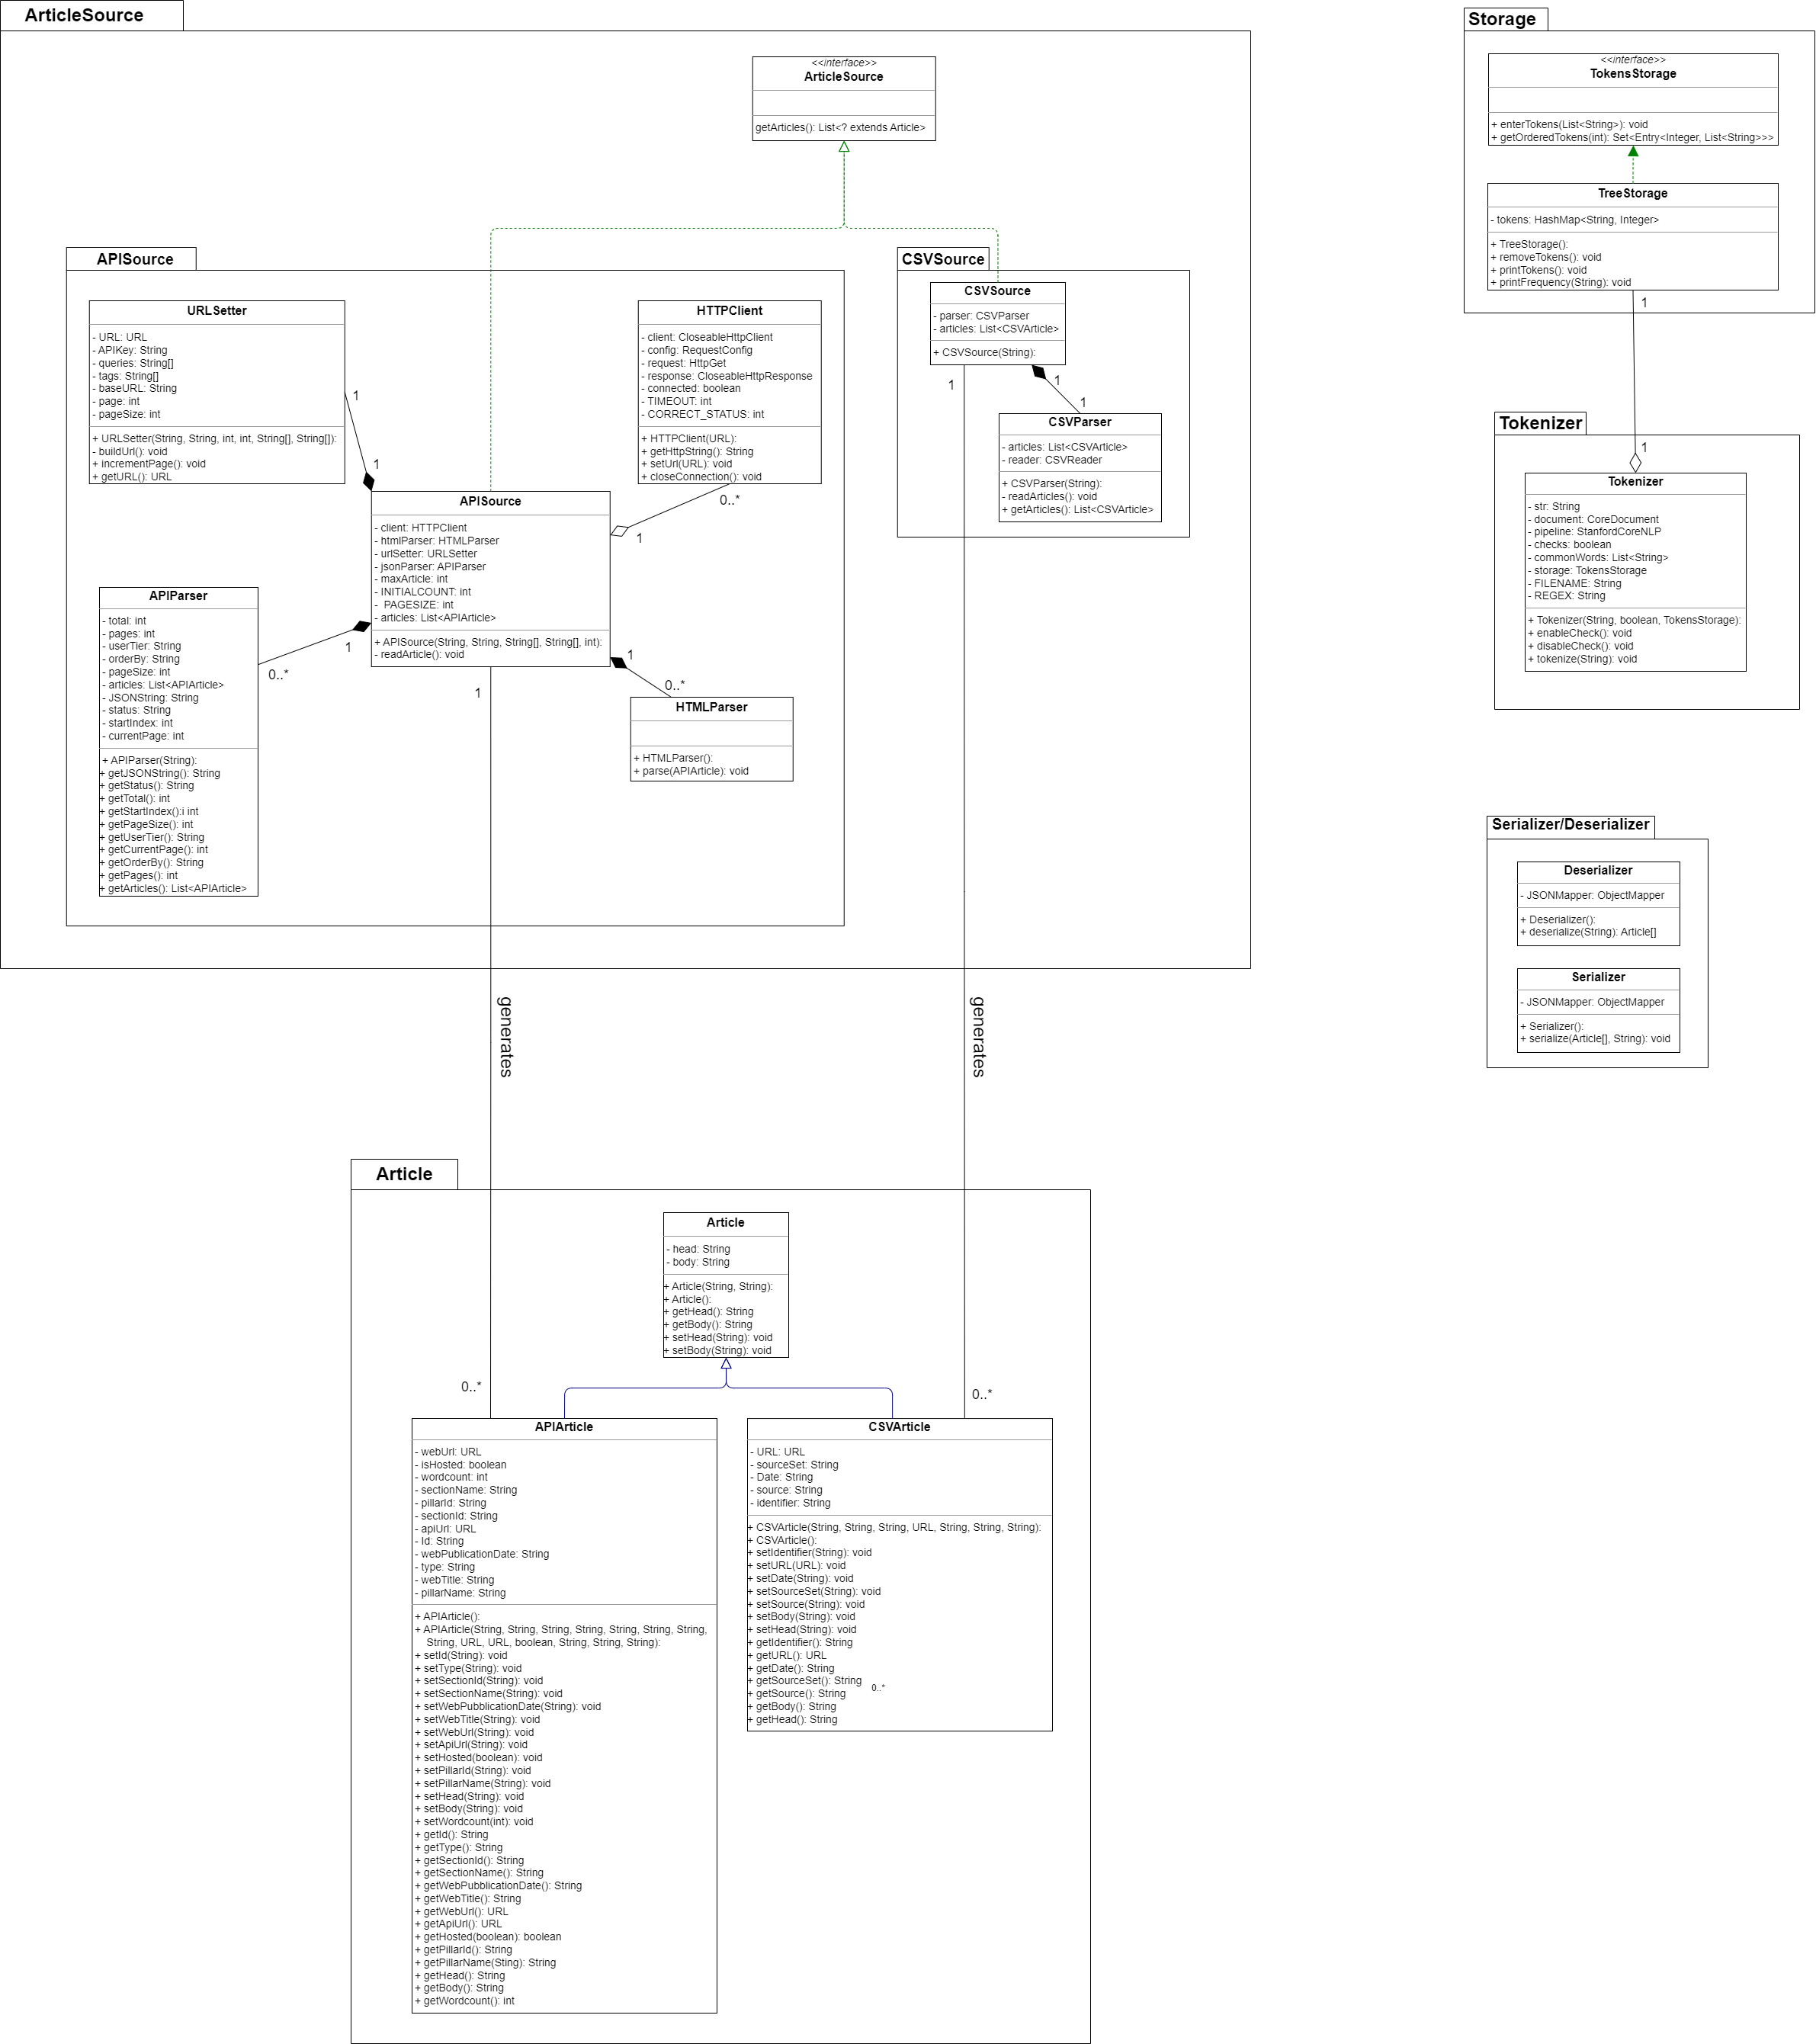 ArticleSource
<<interface>>
ArticleSource
getArticles(): List<? extends Article>
APISource
URLSetter
- URL: URL
- APIKey: String
- queries: String[]
- tags: String[]
- baseURL: String
- page: int
- pageSize: int
+ URLSetter(String, String, int, int, String[], String[]):
- buildUrl(): void
+ incrementPage(): void
+ getURL(): URL
1
1
HTTPClient
- client: CloseableHttpClient
- config: RequestConfig
- request: HttpGet
- response: CloseableHttpResponse
- connected: boolean
- TIMEOUT: int
- CORRECT_STATUS: int
+ HTTPClient(URL):
+ getHttpString(): String
+ setUrl(URL): void
+ closeConnection(): void
0..*
1
APISource
- client: HTTPClient
- htmlParser: HTMLParser
- urlSetter: URLSetter
- jsonParser: APIParser
- maxArticle: int
- INITIALCOUNT: int
-  PAGESIZE: int
- articles: List<APIArticle>
+ APISource(String, String, String[], String[], int):
- readArticle(): void
APIParser
- total: int
- pages: int
- userTier: String
- orderBy: String
- pageSize: int
- articles: List<APIArticle>
- JSONString: String
- status: String
- startIndex: int
- currentPage: int
+ APIParser(String):
+ getJSONString(): String
+ getStatus(): String
+ getTotal(): int
+ getStartIndex():i int
+ getPageSize(): int
+ getUserTier(): String
+ getCurrentPage(): int
+ getOrderBy(): String
+ getPages(): int
+ getArticles(): List<APIArticle>
1
0..*
1
0..*
HTMLParser
+ HTMLParser():
+ parse(APIArticle): void
1
CSVSource
CSVSource
- parser: CSVParser
- articles: List<CSVArticle>
+ CSVSource(String):
1
1
1
CSVParser
- articles: List<CSVArticle>
- reader: CSVReader
+ CSVParser(String):
- readArticles(): void
+ getArticles(): List<CSVArticle>
generates
generates
Article
Article
- head: String
- body: String
+ Article(String, String):
+ Article():
+ getHead(): String
+ getBody(): String
+ setHead(String): void
+ setBody(String): void
0..*
0..*
APIArticle
- webUrl: URL
- isHosted: boolean
- wordcount: int
- sectionName: String
- pillarId: String
- sectionId: String
- apiUrl: URL
- Id: String
- webPublicationDate: String
- type: String
- webTitle: String
- pillarName: String
+ APIArticle():
+ APIArticle(String, String, String, String, String, String, String,
String, URL, URL, boolean, String, String, String):
+ setId(String): void
+ setType(String): void
+ setSectionId(String): void
+ setSectionName(String): void
+ setWebPubblicationDate(String): void
+ setWebTitle(String): void
+ setWebUrl(String): void
+ setApiUrl(String): void
+ setHosted(boolean): void
+ setPillarId(String): void
+ setPillarName(String): void
+ setHead(String): void
+ setBody(String): void
+ setWordcount(int): void
+ getId(): String
+ getType(): String
+ getSectionId(): String
+ getSectionName(): String
+ getWebPubblicationDate(): String
+ getWebTitle(): String
+ getWebUrl(): URL
+ getApiUrl(): URL
+ getHosted(boolean): boolean
+ getPillarId(): String
+ getPillarName(Sting): String
+ getHead(): String
+ getBody(): String
+ getWordcount(): int
CSVArticle
- URL: URL
- sourceSet: String
- Date: String
- source: String
- identifier: String
+ CSVArticle(String, String, String, URL, String, String, String):
+ CSVArticle():
+ setIdentifier(String): void
+ setURL(URL): void
+ setDate(String): void
+ setSourceSet(String): void
+ setSource(String): void
+ setBody(String): void
+ setHead(String): void
+ getIdentifier(): String
+ getURL(): URL
+ getDate(): String
+ getSourceSet(): String
+ getSource(): String
0..*
+ getBody(): String
+ getHead(): String
Storage
<<interface>>
TokensStorage
+ enterTokens(List<String>): void
+ getOrderedTokens(int): Set<Entry<Integer, List<String>>>
TreeStorage
- tokens: HashMap<String, Integer>
+ TreeStorage():
+ removeTokens(): void
+ printTokens(): void
+ printFrequency(String): void
1
Tokenizer
1
Tokenizer
- str: String
- document: CoreDocument
- pipeline: StanfordCoreNLP
- checks: boolean
- commonWords: List<String>
- storage: TokensStorage
- FILENAME: String
- REGEX: String
+ Tokenizer(String, boolean, TokensStorage):
+ enableCheck(): void
+ disableCheck(): void
+ tokenize(String): void
Serializer/Deserializer
Deserializer
- JSONMapper: ObjectMapper
+ Deserializer():
+ deserialize(String): Article[]
Serializer
- JSONMapper: ObjectMapper
+ Serializer():
+ serialize(Article[], String): void